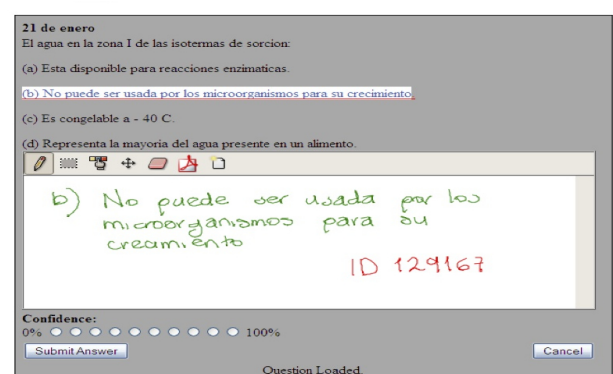 21 de enero
El agua en la zona I de las isotermas de sorcion:
(a) Esta disponible para reacciones enzimaticas.
(b) No puede ser usada por los microorganismos para su crecimiento.
(c) Es congelable a - 40 C.
(d) Representa la mayoria del agua presente en un alimento.
b) No puede ser usada por los
microorganismos para su
crecimiento
ID 129167
Confidence:
0% 100%
Submit Answer Cancel
Question Loaded.